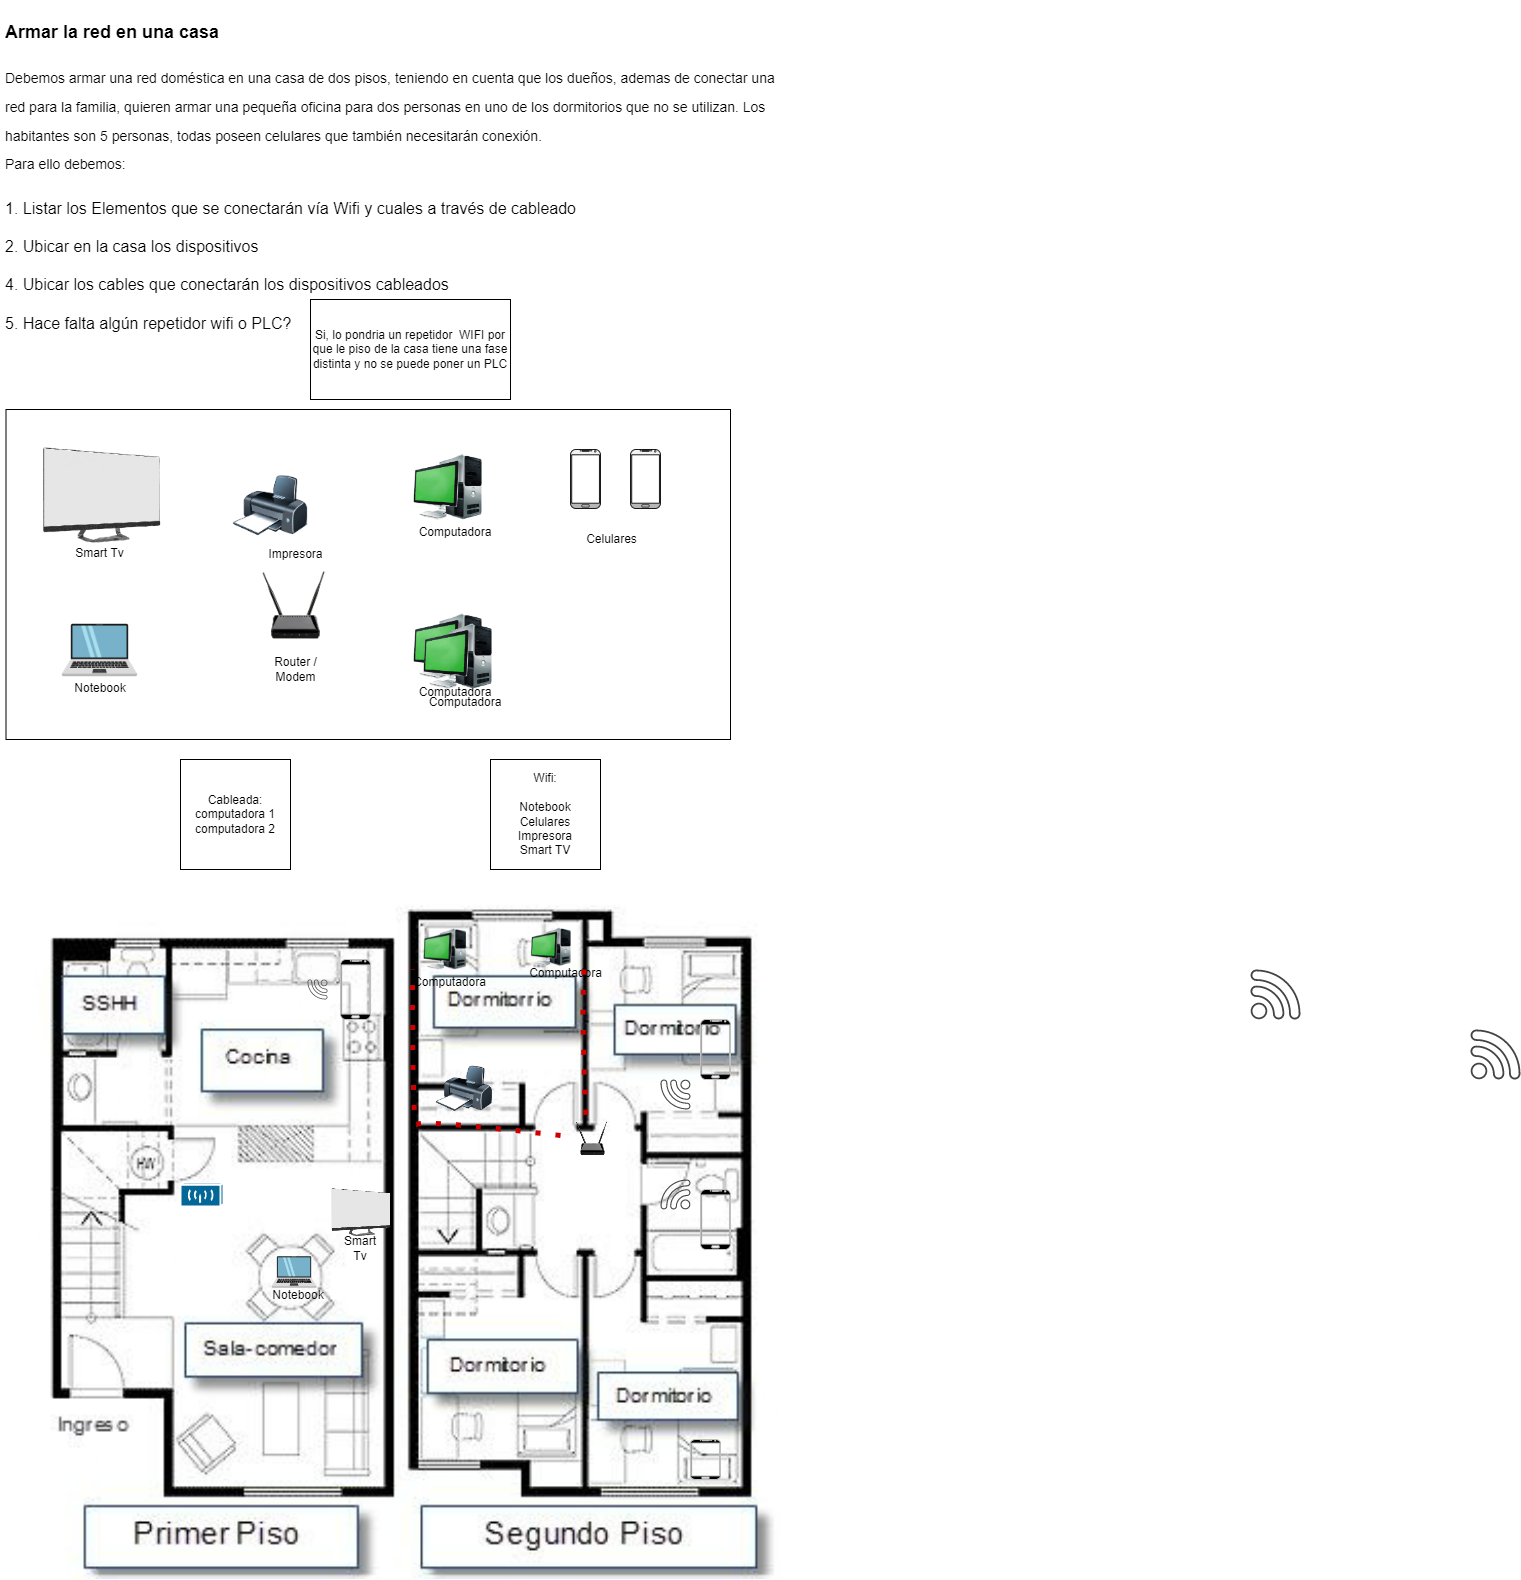 Armar la red en una casa
Debemos armar una red doméstica en una casa de dos pisos, teniendo en cuenta que los dueños, ademas de conectar una
red para la familia, quieren armar una pequeña oficina para dos personas en uno de los dormitorios que no se utilizan. Los
habitantes son 5 personas, todas poseen celulares que también necesitarán conexión.
Para ello debemos:
1. Listar los Elementos que se conectarán vía Wifi y cuales a través de cableado
2. Ubicar en la casa los dispositivos
4. Ubicar los cables que conectarán los dispositivos cableados
5. Hace falta algún repetidor wifi o PLC?
Si, lo pondria un repetidor WIFI por
que le piso de la casa tiene una fase
distinta y no se puede poner un PLC
Smart Tv
Impresora
Computadora
Celulares
Notebook
Router /
Modem
Computadora
Computadora
Cableada:
computadora 1
computadora 2
Wifi:
Notebook
Celulares
Impresora
Smart TV
SSHH
Cocina
HW
Smart
Tv
Notebook
Sala-comedor
Ingreso
Primer Piso
Computadora
Computadora
Dormitorrio
Dormitorio
Dormitorio
Dormitorio
Segundo Piso